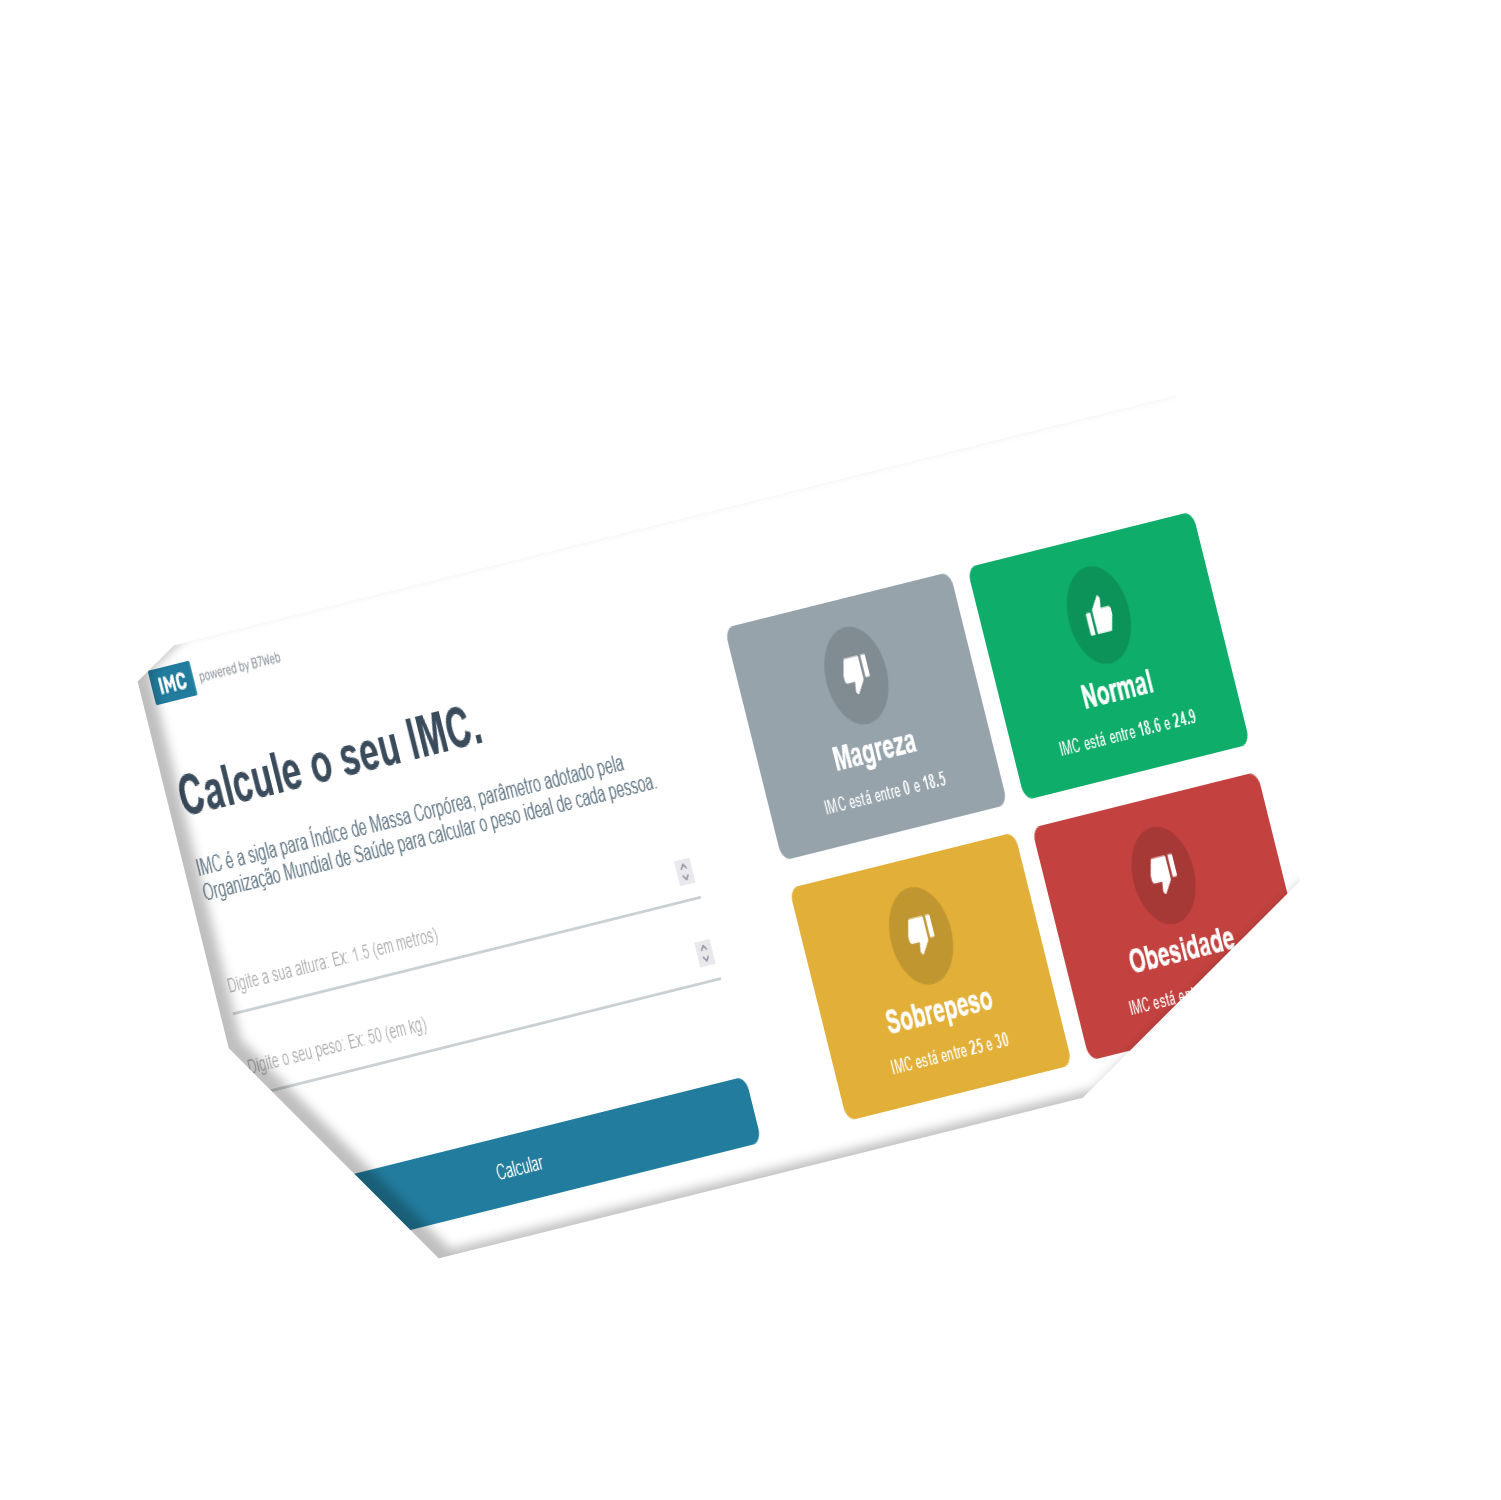 IMC powered by B7Web
Calcule o seu IMC.
IMC é a sigla para Índice de Massa Corpórea, parâmetro adotado pela
Organização Mundial de Saúde para calcular o peso ideal de cada pessoa.
Digite a sua altura: Ex: 1.5 (em metros)
Digite o seu peso: Ex: 50 (em kg)
Calcular
Magreza
IMC está entre 0 e 18.5
Normal
IMC está entre 18.6 e 24.9
Sobrepeso
IMC está entre 25 e 30
Obesidade
IMC está